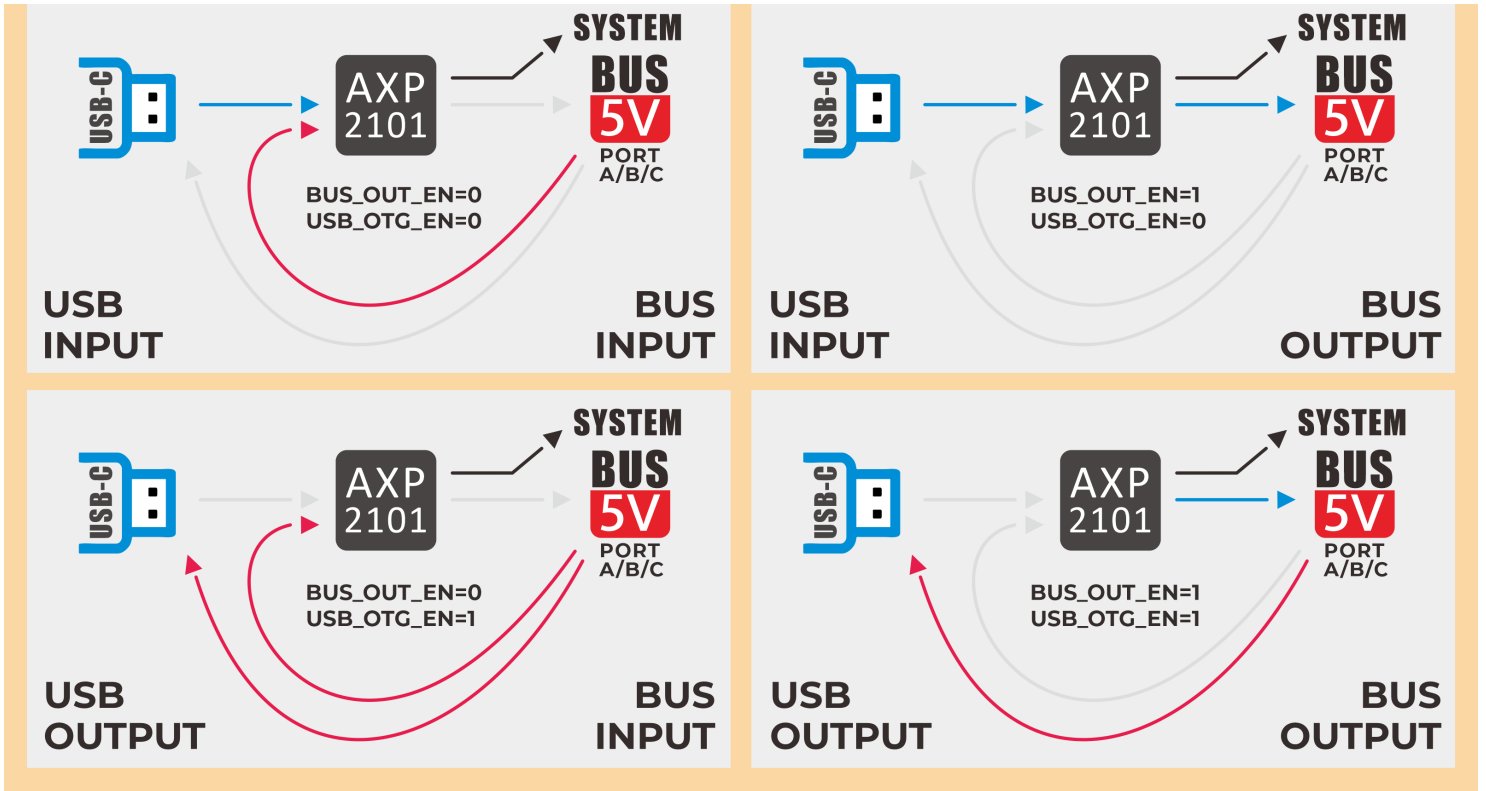 SYSTEM
USB-C
AXP
2101
BUS
5V
PORT
A/B/C
BUS_OUT_EN=0
USB_OTG_EN=0
USB
INPUT
BUS
INPUT
SYSTEM
USB-C
AXP
2101
BUS
5V
PORT
A/B/C
BUS_OUT_EN=1
USB_OTG_EN=0
USB
INPUT
BUS
OUTPUT
SYSTEM
USB-C
AXP
2101
BUS
5V
PORT
A/B/C
BUS_OUT_EN=0
USB_OTG_EN=1
USB
OUTPUT
BUS
INPUT
SYSTEM
USB-C
AXP
2101
BUS
5V
PORT
A/B/C
BUS_OUT_EN=1
USB_OTG_EN=1
USB
OUTPUT
BUS
OUTPUT